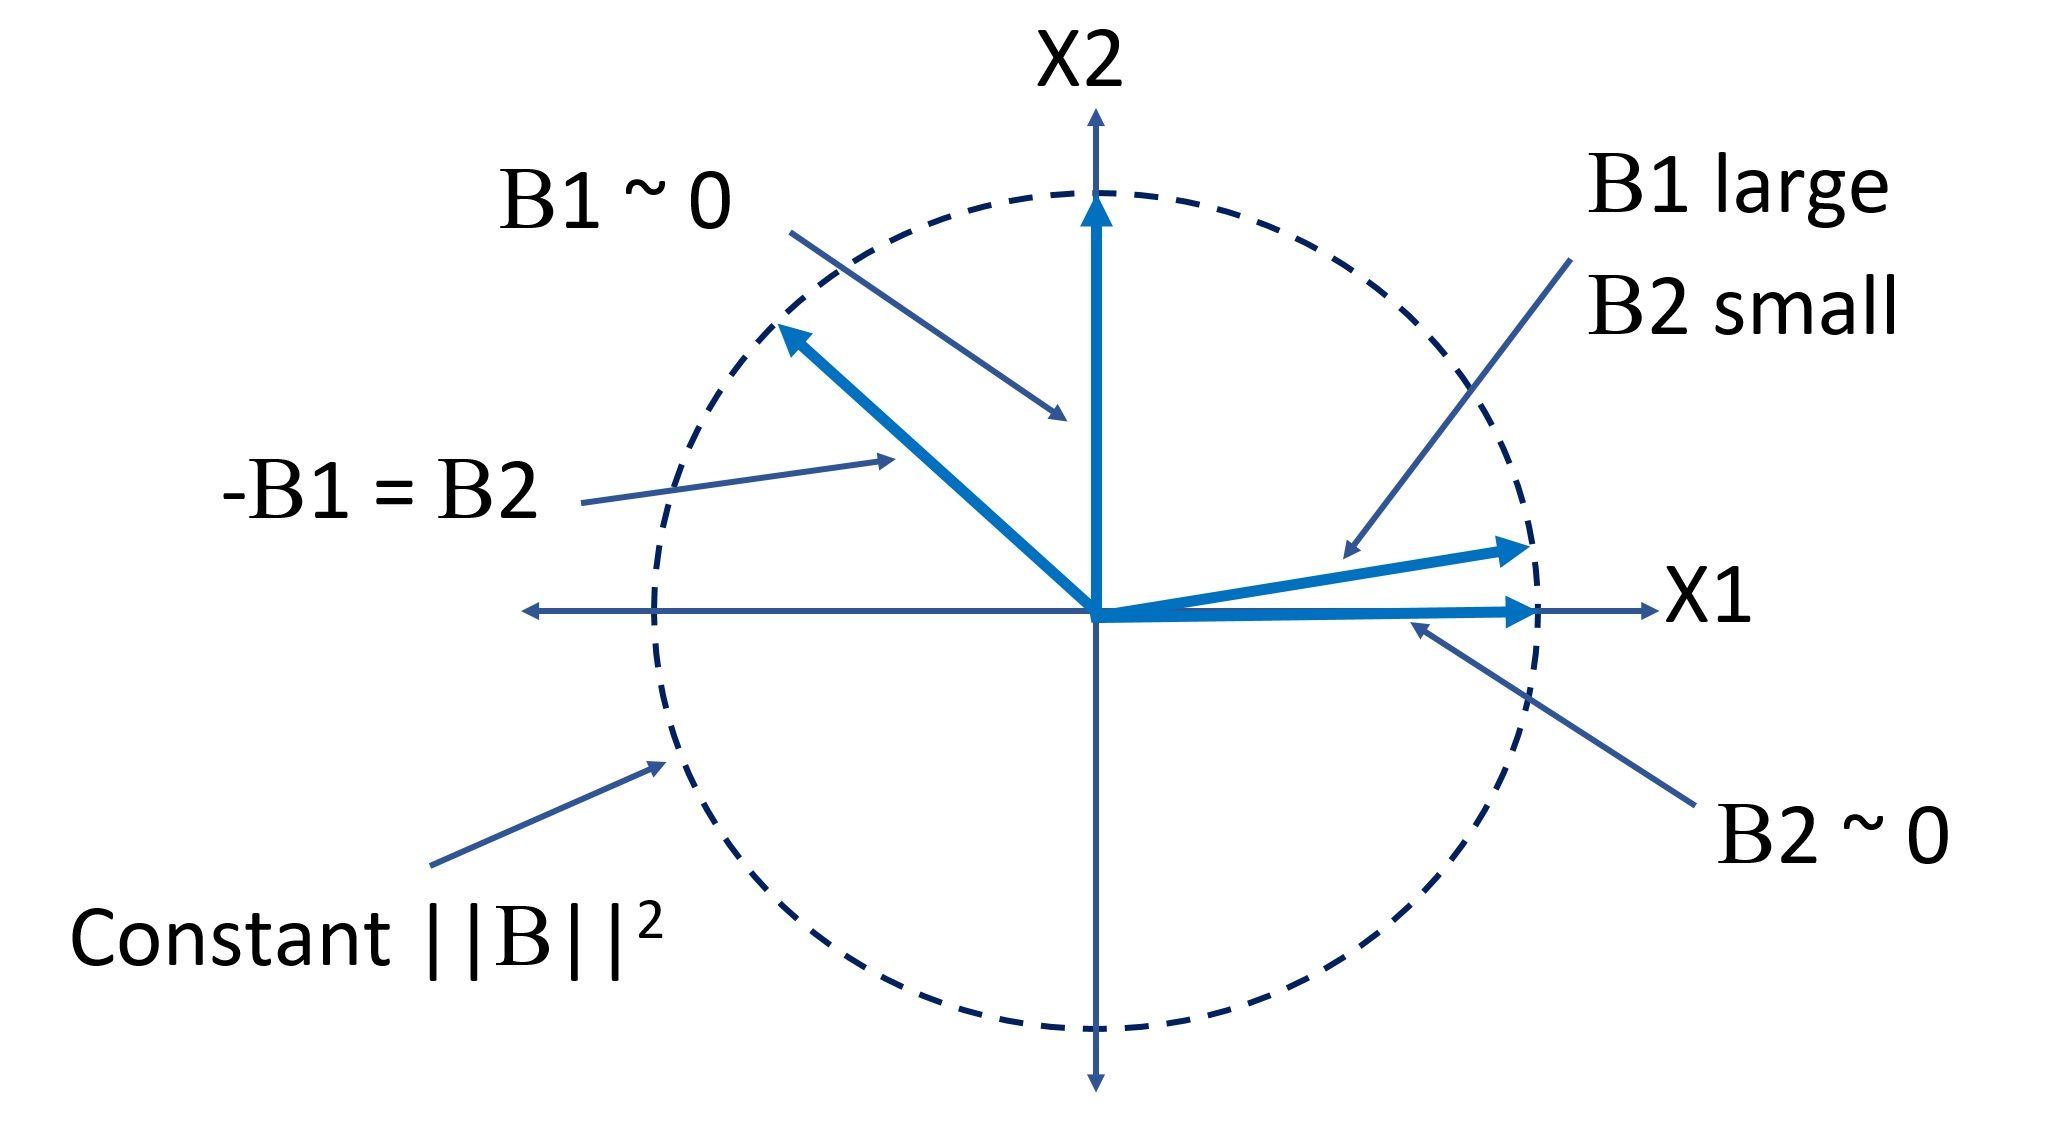 X2
B1 ~ 0
B1 large
B2 small
-B1 = B2
X1
B2 ~ 0
Constant ||B||²